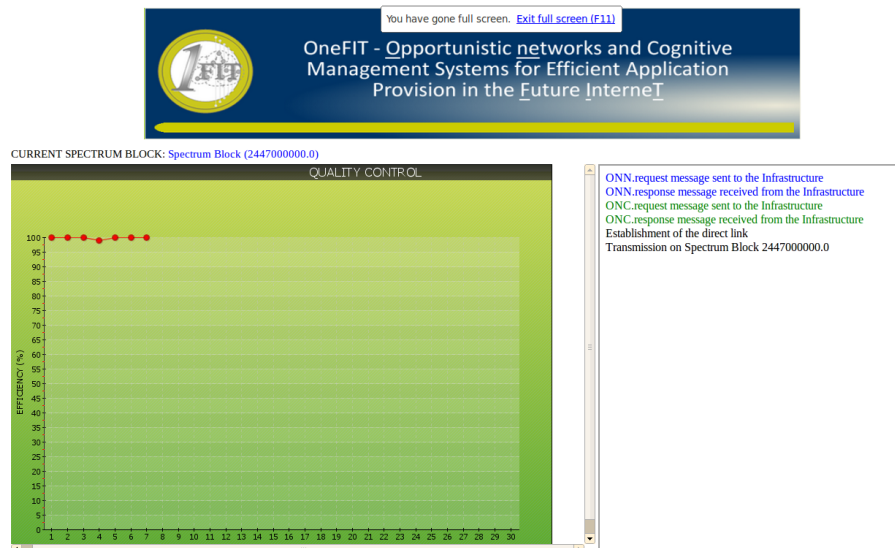 You have gone full screen. Exit full screen (F11)
1
FIT
OneFIT - Opportunistic networks and Cognitive
Management Systems for Efficient Application
Provision in the Future InterneT
CURRENT SPECTRUM BLOCK: Spectrum Block (2447000000.0)
QUALITY CONTROL
100
95
90
85
80
75
70
65
60
55
50
45
40
35
30
25
20
15
10
5
0
EFFICIENCY (%)
1 2 3 4 5 6 7 8 9 10 11 12 13 14 15 16 17 18 19 20 21 22 23 24 25 26 27 28 29 30
ONN.request message sent to the Infrastructure
ONN.response message received from the Infrastructure
ONC.request message sent to the Infrastructure
ONC.response message received from the Infrastructure
Establishment of the direct link
Transmission on Spectrum Block 2447000000.0